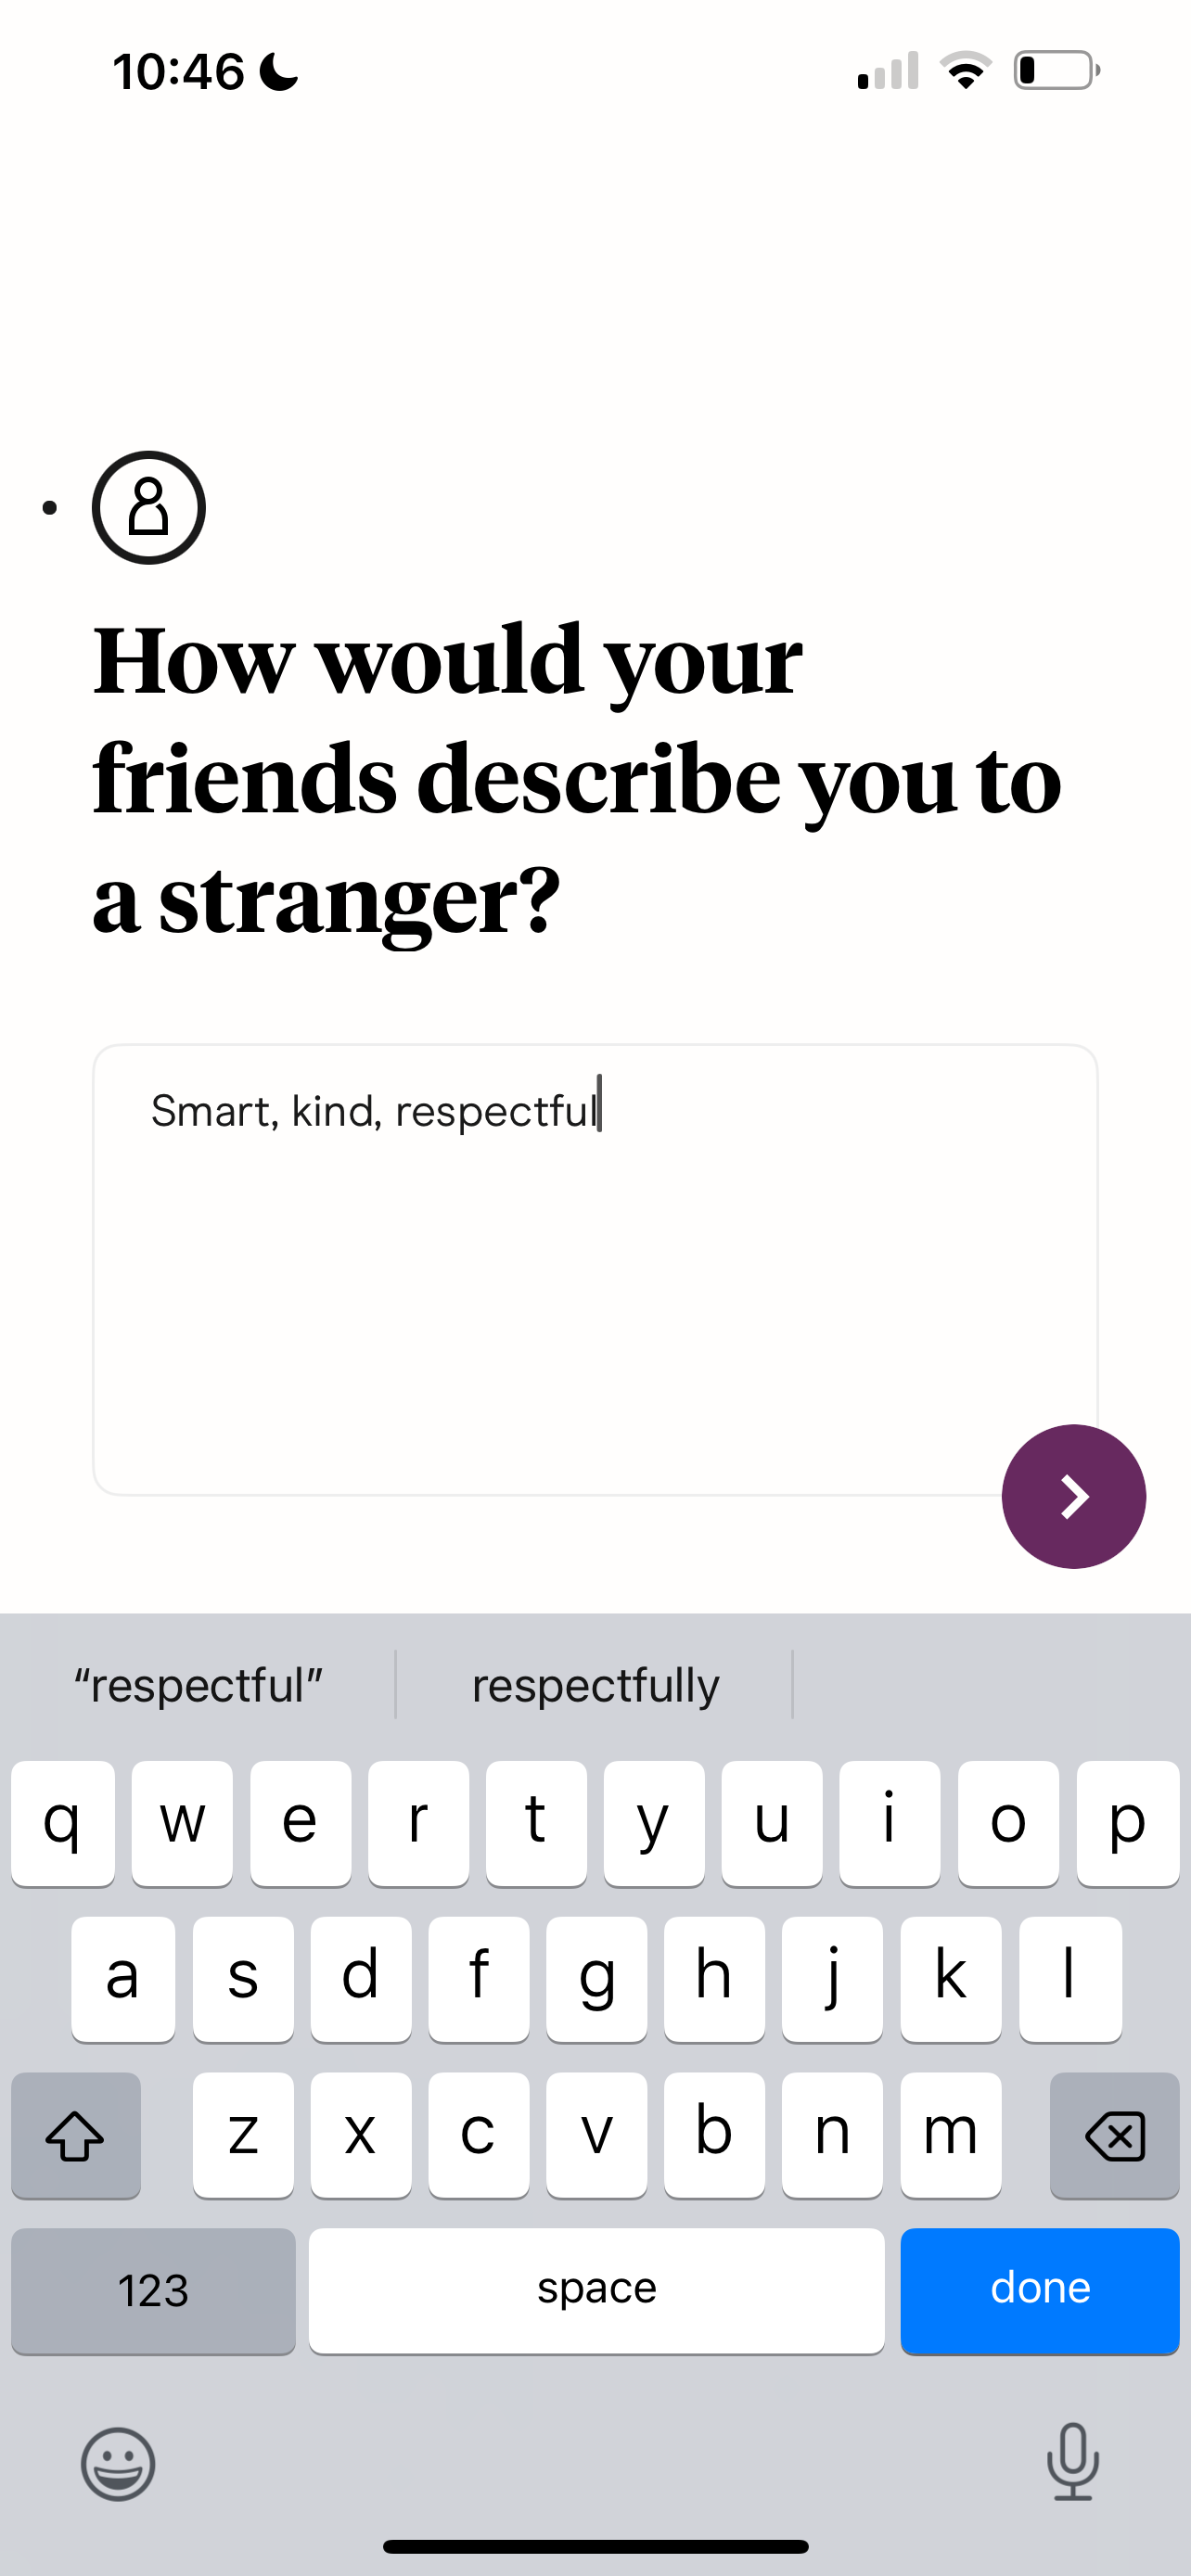 10:46
How would your
friends describe you to
a stranger?
Smart, kind, respectful
“respectful” respectfully
q w e r t y u i o p
a s d f g h j k l
z x c v b n m
123 space done